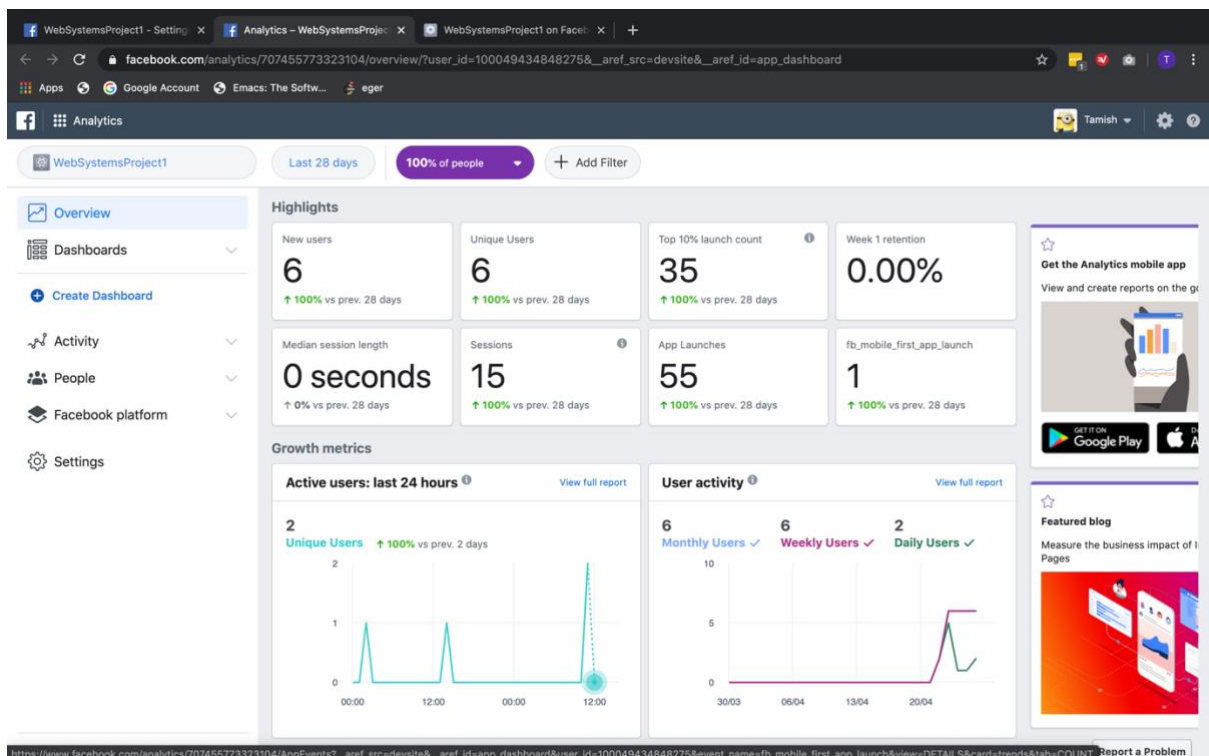 WebSystemsProject1 - Setting
Analytics – WebSystemsProjec
WebSystemsProject1 on Faceb
facebook.com/analytics/707455773323104/overview/?user_id=100049434848275&__aref_src=devsite&__aref_id=app_dashboard
1
T
Apps
Google Account
Emacs: The Softw...
eger
Analytics
Tamish
WebSystemsProject1
Last 28 days
100% of people
+ Add Filter
Overview
Dashboards
Create Dashboard
Activity
People
Facebook platform
Settings
Highlights
New users
6
↑ 100% vs prev. 28 days
Unique Users
6
↑ 100% vs prev. 28 days
Top 10% launch count
35
↑ 100% vs prev. 28 days
Week 1 retention
0.00%
Median session length
0 seconds
↑ 0% vs prev. 28 days
Sessions
15
↑ 100% vs prev. 28 days
App Launches
55
↑ 100% vs prev. 28 days
fb_mobile_first_app_launch
1
↑ 100% vs prev. 28 days
Growth metrics
Active users: last 24 hours
View full report
2
Unique Users ↑ 100% vs prev. 2 days
2
1
0
00:00 12:00 00:00 12:00
User activity
View full report
6 6 2
Monthly Users ✓ Weekly Users ✓ Daily Users ✓
10
5
0
30/03 06/04 13/04 20/04
Get the Analytics mobile app
View and create reports on the go
GET IT ON
Google Play
Featured blog
Measure the business impact of
Pages
https://www.facebook.com/analytics/707455773323104/AppEvents?__aref_src=devsite&__aref_id=app_dashboard&user_id=100049434848275&event_name=fb_mobile_first_app_launch&view=DETAILS&card=trends&tab=COUNT
Report a Problem